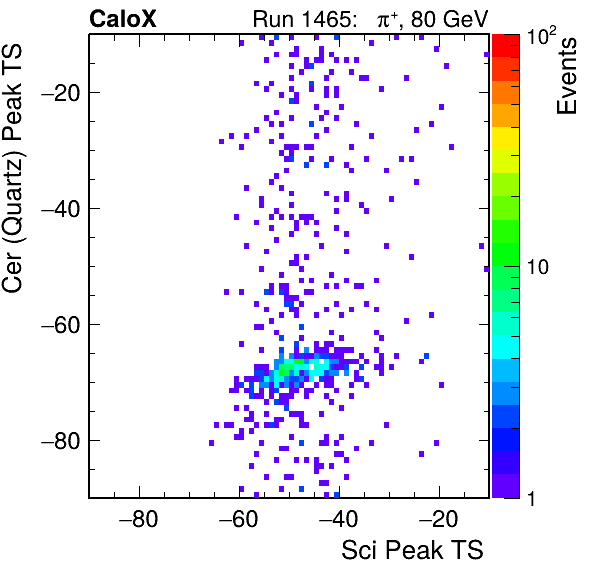 CaloX Run 1465: π⁺, 80 GeV
Cer (Quartz) Peak TS
−20
−40
−60
−80
−80 −60 −40 −20
Sci Peak TS
10²
10
1
Events